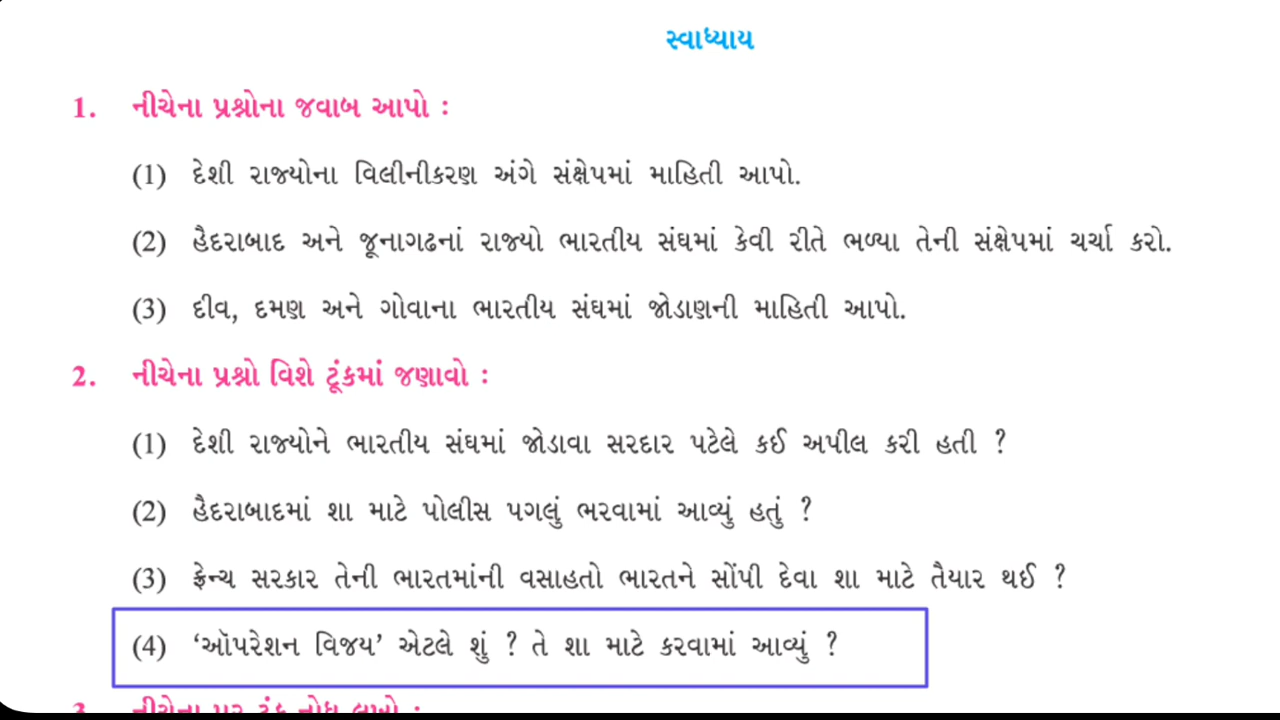 સ્વાધ્યાય
1. નીચેના પ્રશ્નોના જવાબ આપો :
(1) દેશી રાજ્યોના વિલીનીકરણ અંગે સંક્ષેપમાં માહિતી આપો.
(2) હૈદરાબાદ અને જૂનાગઢનાં રાજ્યો ભારતીય સંઘમાં કેવી રીતે ભળ્યા તેની સંક્ષેપમાં ચર્ચા કરો.
(3) દીવ, દમણ અને ગોવાના ભારતીય સંઘમાં જોડાણની માહિતી આપો.
2. નીચેના પ્રશ્નો વિશે ટૂંકમાં જણાવો :
(1) દેશી રાજ્યોને ભારતીય સંઘમાં જોડાવા સરદાર પટેલે કઈ અપીલ કરી હતી ?
(2) હૈદરાબાદમાં શા માટે પોલીસ પગલું ભરવામાં આવ્યું હતું ?
(3) ફ્રેન્ચ સરકાર તેની ભારતમાંની વસાહતો ભારતને સોંપી દેવા શા માટે તૈયાર થઈ ?
(4) ‘ઑપરેશન વિજય’ એટલે શું ? તે શા માટે કરવામાં આવ્યું ?
3. નીચેના પર ટૂંક નોંધ લખો :